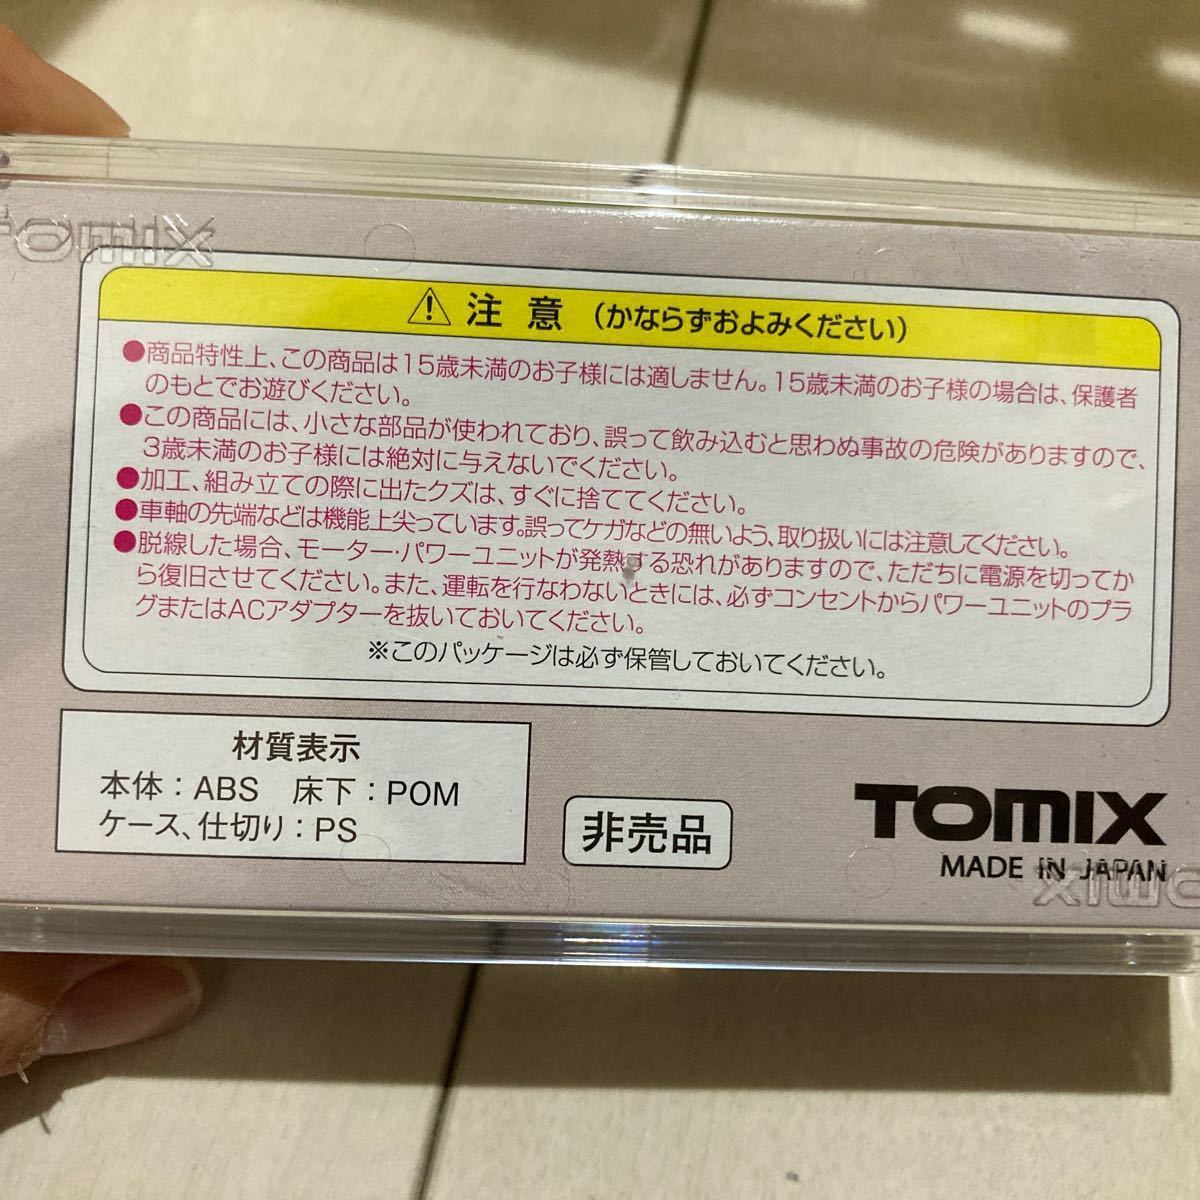 TOMIX
注意（かならずおよみください）
●商品特性上、この商品は15歳未満のお子様には適しません。15歳未満のお子様の場合は、保護者
のもとでお遊びください。
●この商品には、小さな部品が使われており、誤って飲み込むと思わぬ事故の危険がありますので、
3歳未満のお子様には絶対に与えないでください。
●加工、組み立ての際に出たクズは、すぐに捨ててください。
●車軸の先端などは機能上尖っています。誤ってケガなどの無いよう、取り扱いには注意してください。
●脱線した場合、モーター・パワーユニットが発熱する恐れがありますので、ただちに電源を切ってか
ら復旧させてください。また、運転を行なわないときには、必ずコンセントからパワーユニットのプラ
グまたはACアダプターを抜いておいてください。
※このパッケージは必ず保管しておいてください。
材質表示
本体：ABS 床下：POM
ケース、仕切り：PS
非売品
TOMIX
MADE IN JAPAN
TOMIX